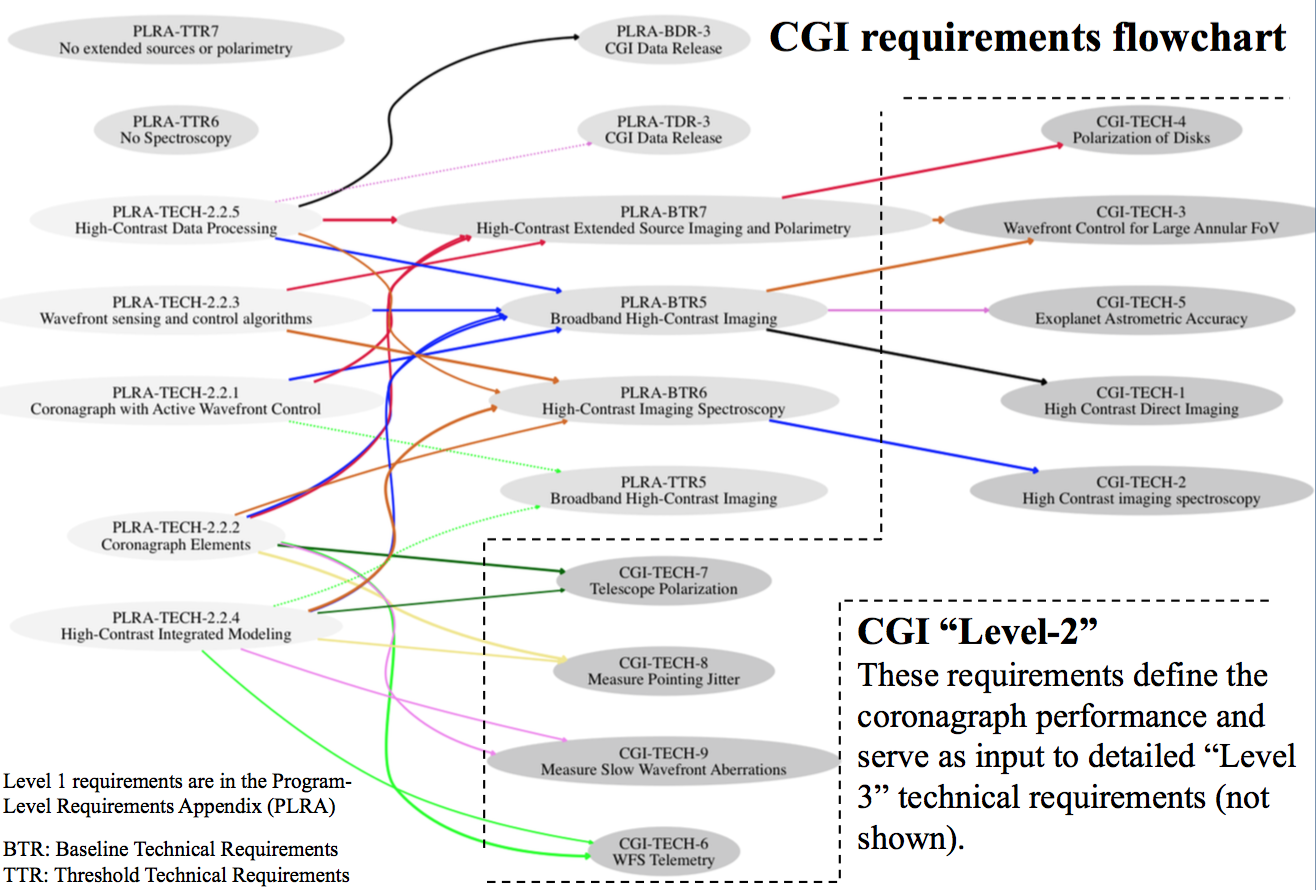 CGI requirements flowchart
PLRA-TTR7
No extended sources or polarimetry
PLRA-TTR6
No Spectroscopy
PLRA-TECH-2.2.5
High-Contrast Data Processing
PLRA-TECH-2.2.3
Wavefront sensing and control algorithms
PLRA-TECH-2.2.1
Coronagraph with Active Wavefront Control
PLRA-TECH-2.2.2
Coronagraph Elements
PLRA-TECH-2.2.4
High-Contrast Integrated Modeling
PLRA-BDR-3
CGI Data Release
PLRA-TDR-3
CGI Data Release
PLRA-BTR7
High-Contrast Extended Source Imaging and Polarimetry
PLRA-BTR5
Broadband High-Contrast Imaging
PLRA-BTR6
High-Contrast Imaging Spectroscopy
PLRA-TTR5
Broadband High-Contrast Imaging
CGI-TECH-7
Telescope Polarization
CGI-TECH-8
Measure Pointing Jitter
CGI-TECH-9
Measure Slow Wavefront Aberrations
CGI-TECH-6
WFS Telemetry
CGI-TECH-4
Polarization of Disks
CGI-TECH-3
Wavefront Control for Large Annular FoV
CGI-TECH-5
Exoplanet Astrometric Accuracy
CGI-TECH-1
High Contrast Direct Imaging
CGI-TECH-2
High Contrast imaging spectroscopy
CGI “Level-2”
These requirements define the
coronagraph performance and
serve as input to detailed “Level
3” technical requirements (not
shown).
Level 1 requirements are in the Program-
Level Requirements Appendix (PLRA)
BTR: Baseline Technical Requirements
TTR: Threshold Technical Requirements